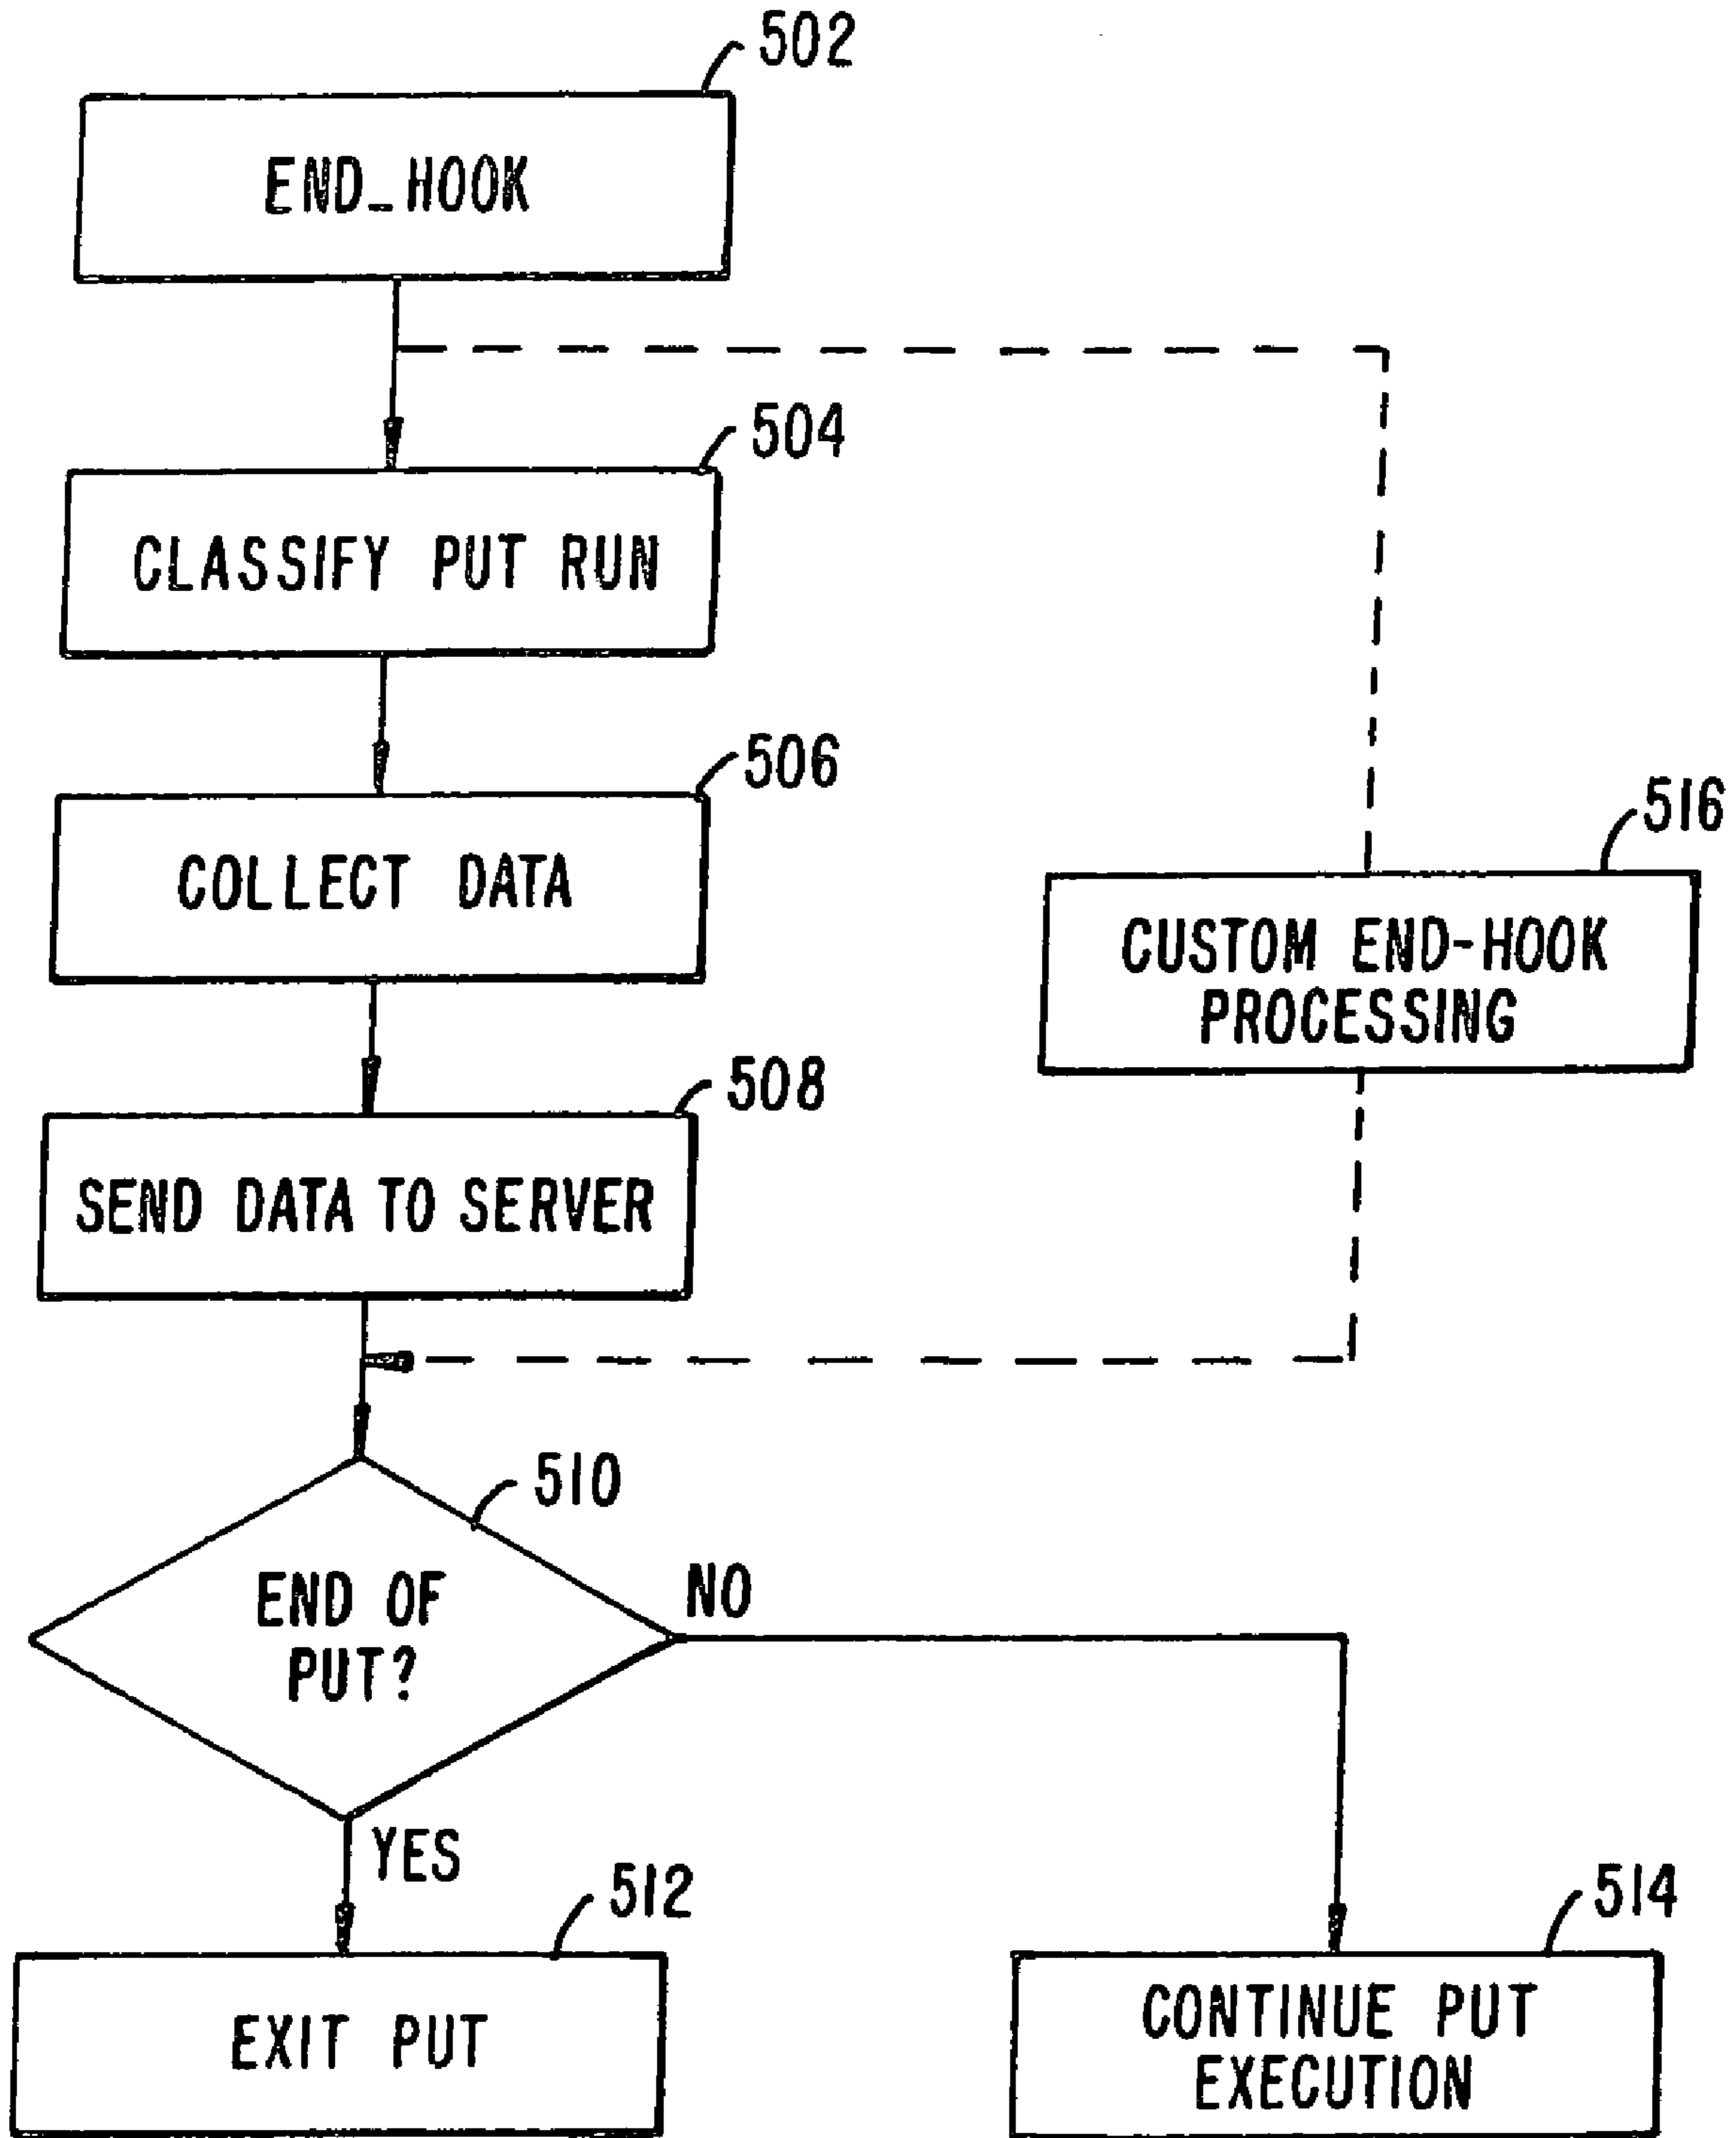 502
END_HOOK
504
CLASSIFY PUT RUN
506
COLLECT DATA
516
CUSTOM END-HOOK
PROCESSING
508
SEND DATA TO SERVER
510
END OF
PUT?
NO
YES
512
EXIT PUT
514
CONTINUE PUT
EXECUTION